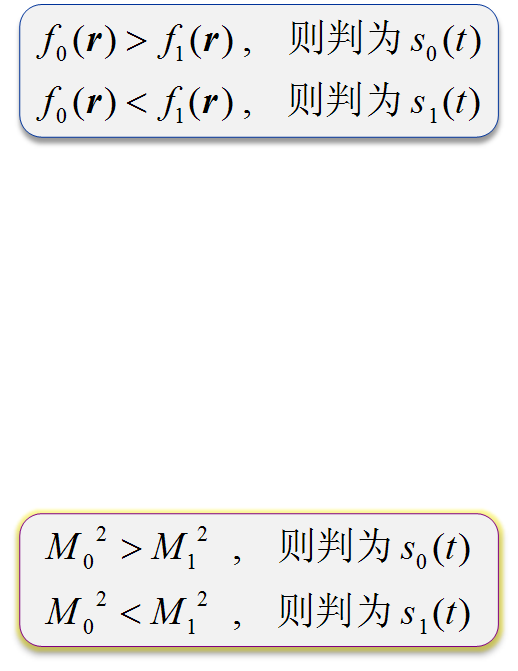 f₀(r) > f₁(r)， 则判为 s₀(t)
f₀(r) < f₁(r)， 则判为 s₁(t)
M₀² > M₁² ， 则判为 s₀(t)
M₀² < M₁² ， 则判为 s₁(t)